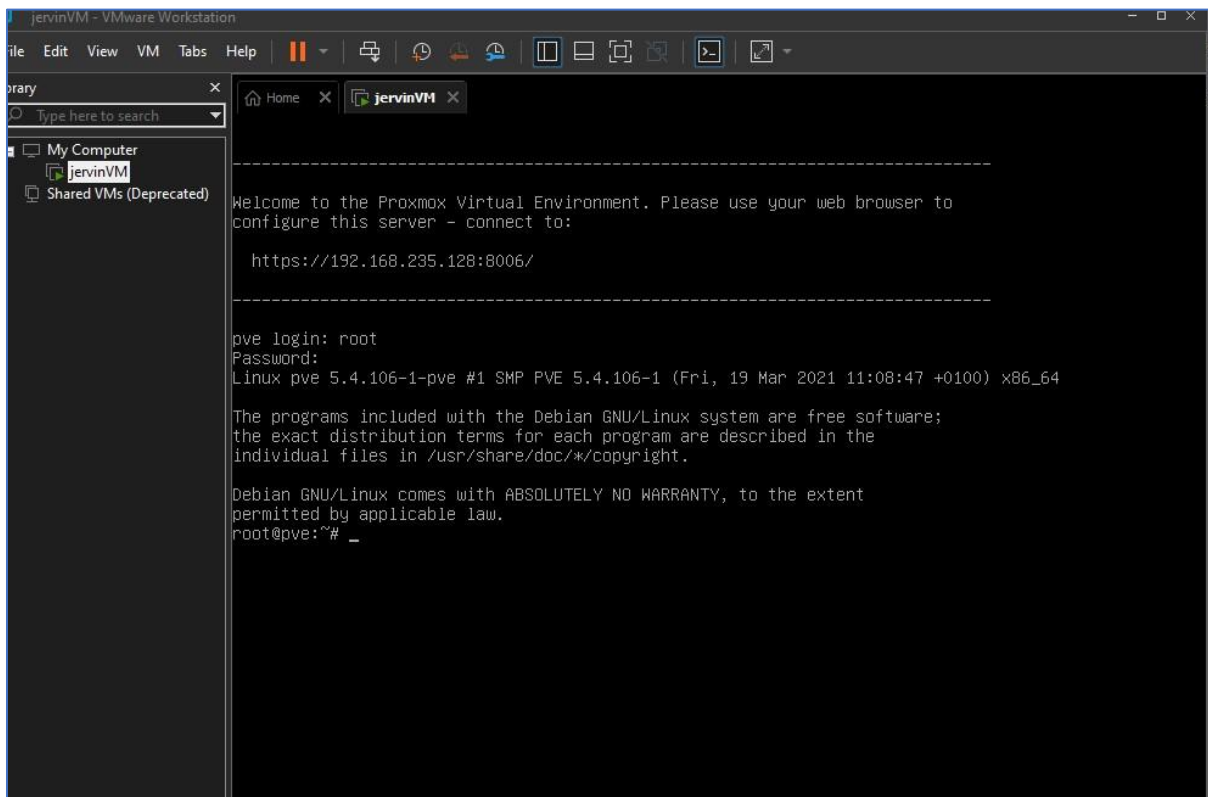 jervinVM - VMware Workstation
File Edit View VM Tabs Help
Library
Type here to search
My Computer
jervinVM
Shared VMs (Deprecated)
Home
jervinVM
Welcome to the Proxmox Virtual Environment. Please use your web browser to
configure this server - connect to:
https://192.168.235.128:8006/
pve login: root
Password:
Linux pve 5.4.106-1-pve #1 SMP PVE 5.4.106-1 (Fri, 19 Mar 2021 11:08:47 +0100) x86_64
The programs included with the Debian GNU/Linux system are free software;
the exact distribution terms for each program are described in the
individual files in /usr/share/doc/*/copyright.
Debian GNU/Linux comes with ABSOLUTELY NO WARRANTY, to the extent
permitted by applicable law.
root@pve:~# _